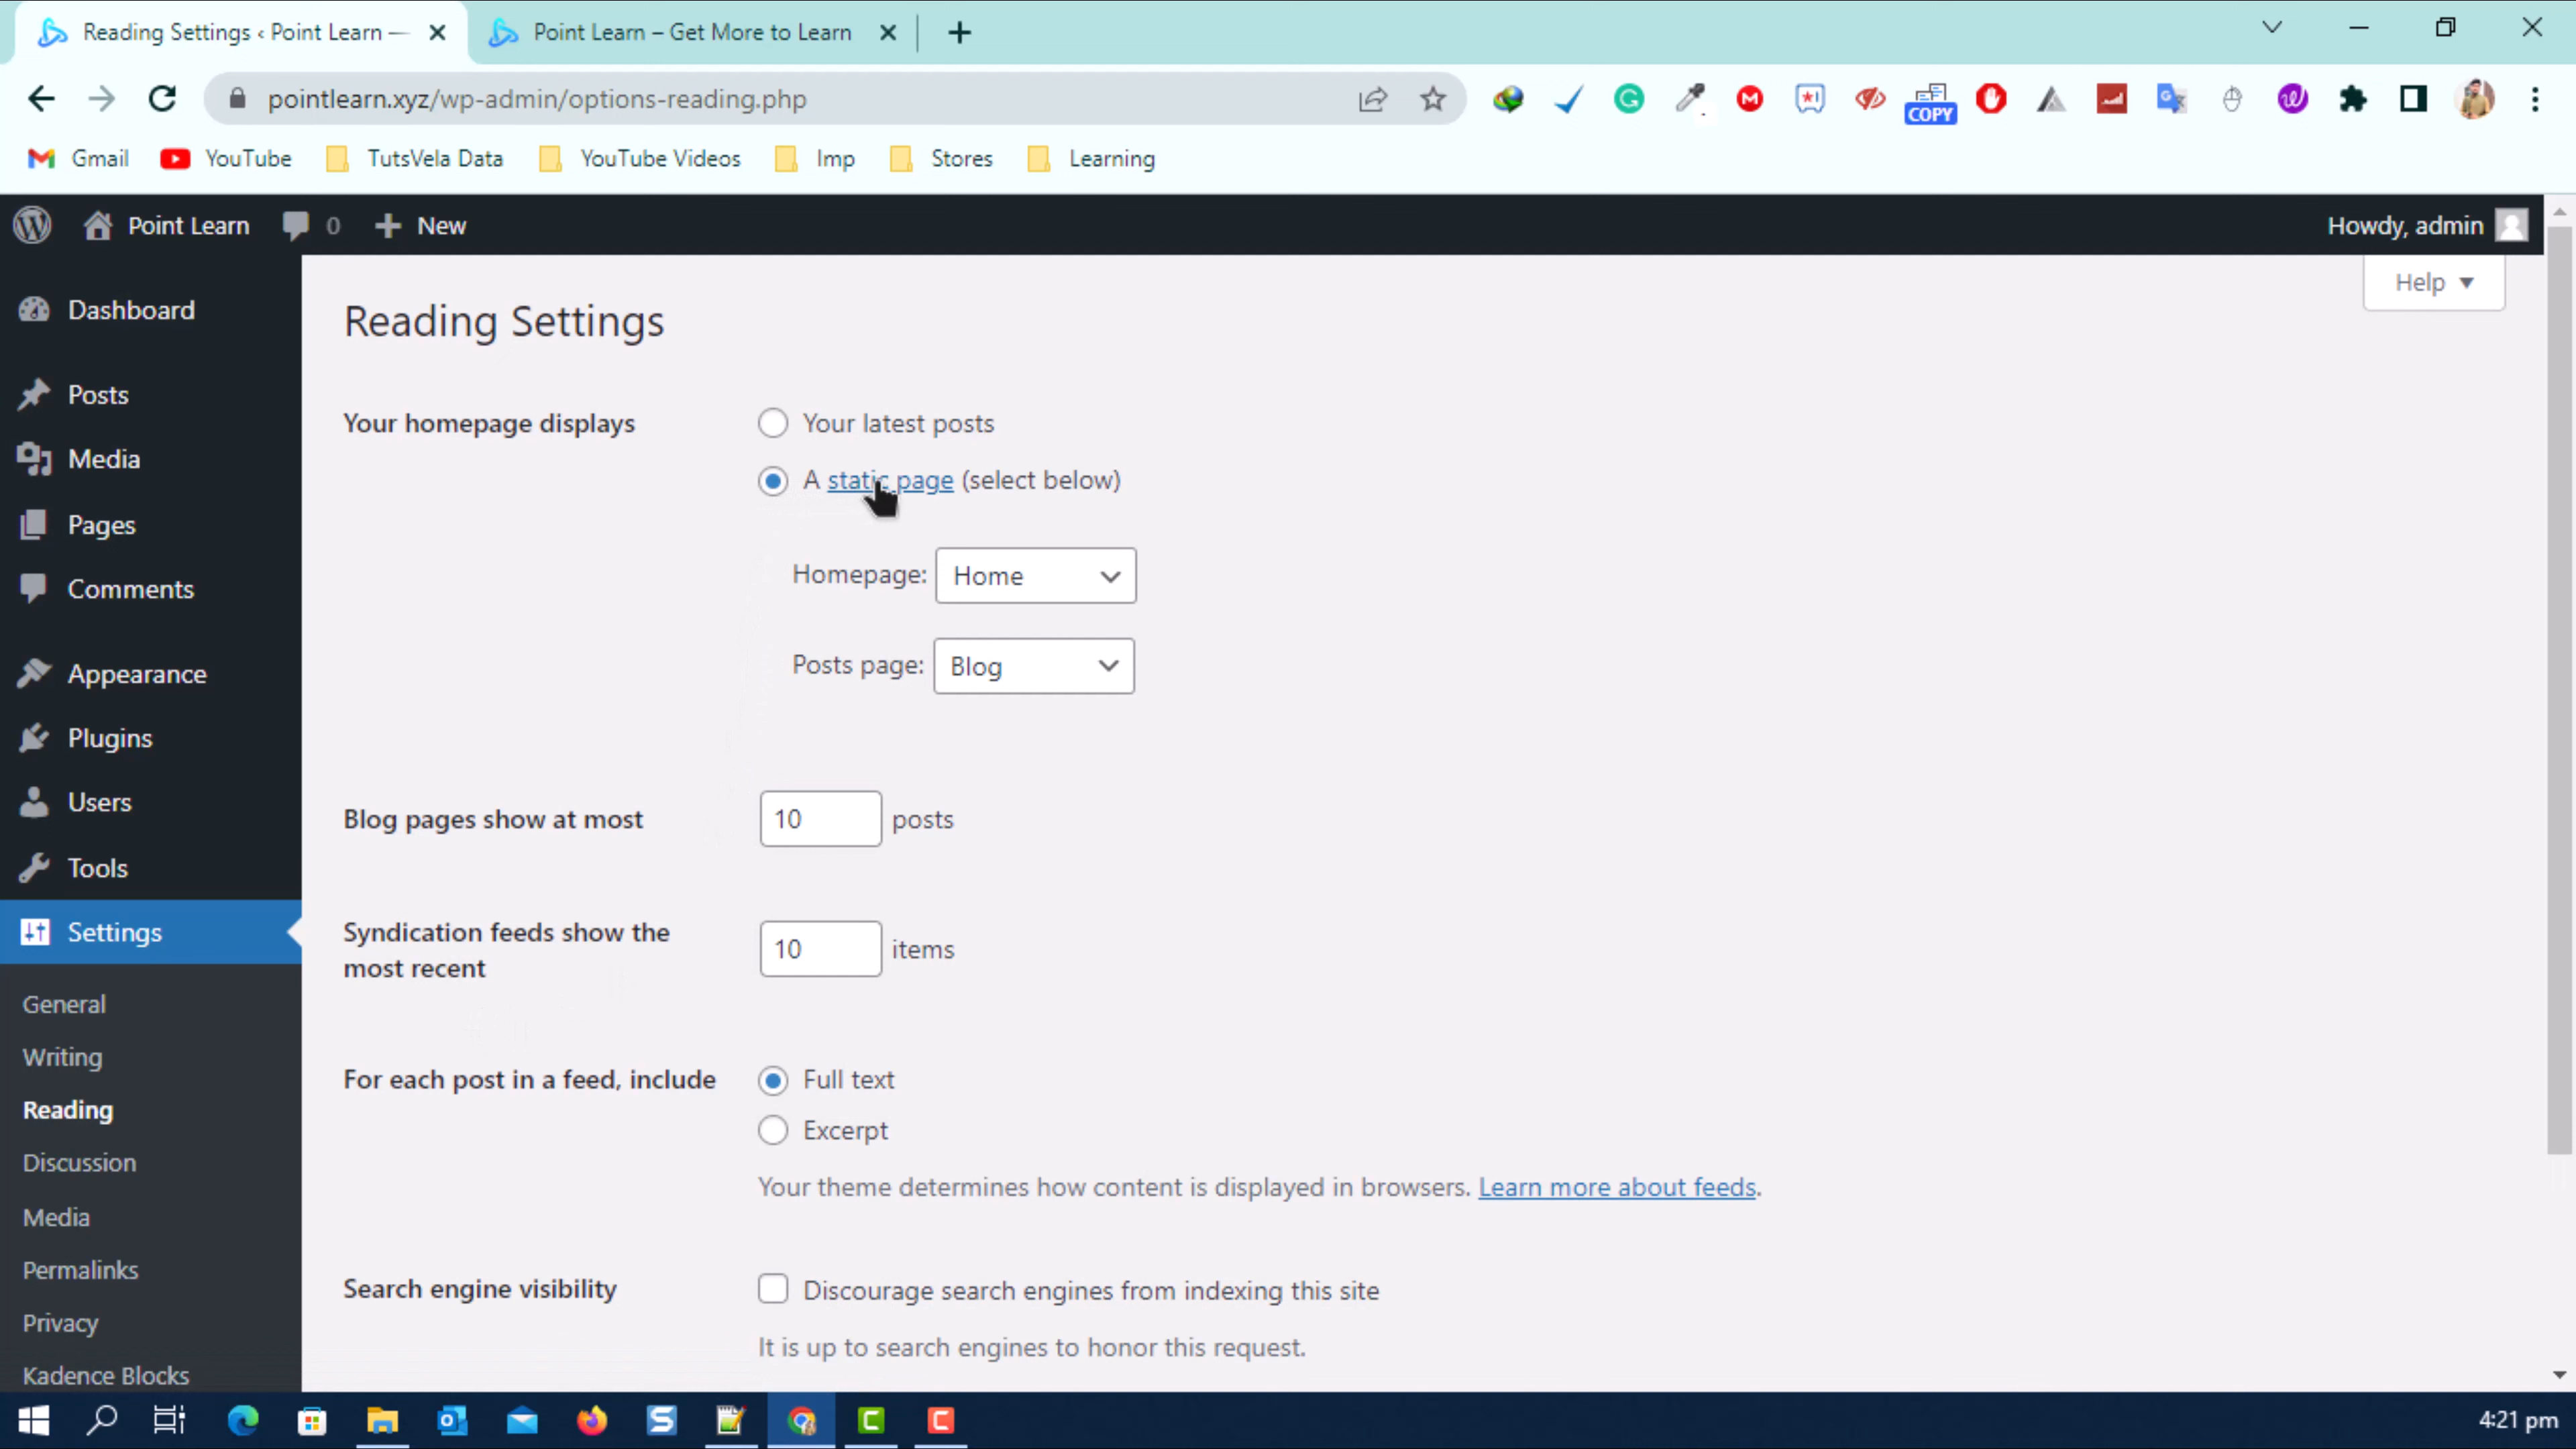 Reading Settings ‹ Point Learn —
Point Learn – Get More to Learn
pointlearn.xyz/wp-admin/options-reading.php
COPY
Gmail
YouTube
TutsVela Data
YouTube Videos
Imp
Stores
Learning
Point Learn
0
New
Howdy, admin
Help
Dashboard
Posts
Media
Pages
Comments
Appearance
Plugins
Users
Tools
Settings
General
Writing
Reading
Discussion
Media
Permalinks
Privacy
Kadence Blocks
Reading Settings
Your homepage displays
Your latest posts
A static page (select below)
Homepage: Home
Posts page: Blog
Blog pages show at most
10 posts
Syndication feeds show the
most recent
10 items
For each post in a feed, include
Full text
Excerpt
Your theme determines how content is displayed in browsers. Learn more about feeds.
Search engine visibility
Discourage search engines from indexing this site
It is up to search engines to honor this request.
4:21 pm